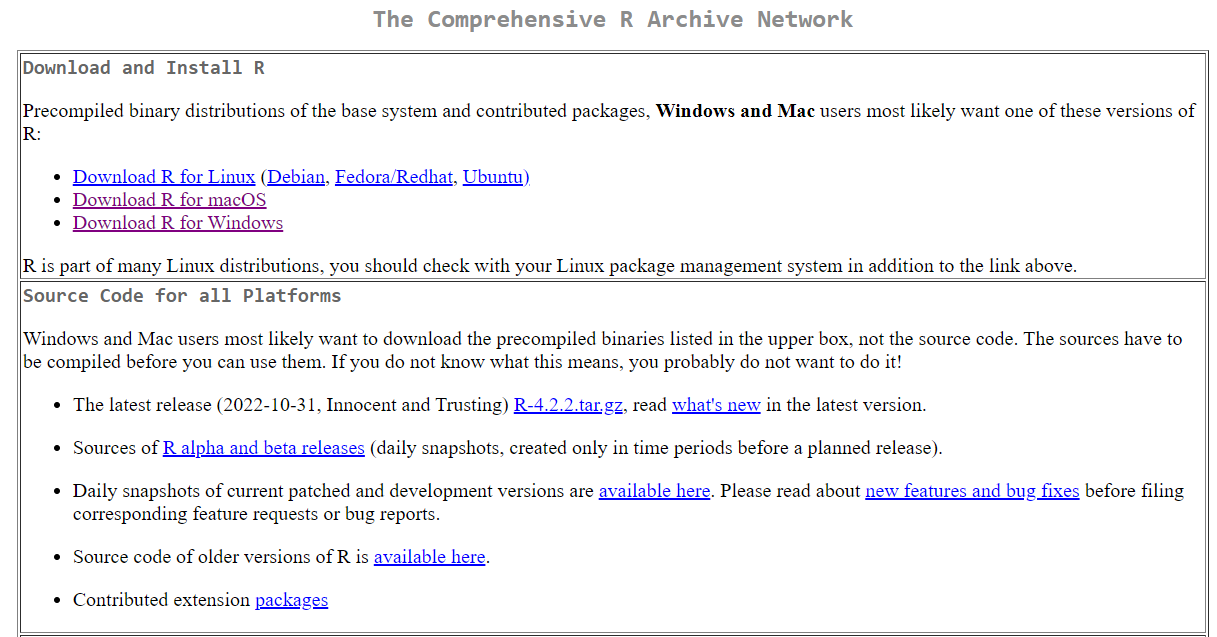 The Comprehensive R Archive Network
Download and Install R
Precompiled binary distributions of the base system and contributed packages, Windows and Mac users most likely want one of these versions of
R:
• Download R for Linux (Debian, Fedora/Redhat, Ubuntu)
• Download R for macOS
• Download R for Windows
R is part of many Linux distributions, you should check with your Linux package management system in addition to the link above.
Source Code for all Platforms
Windows and Mac users most likely want to download the precompiled binaries listed in the upper box, not the source code. The sources have to
be compiled before you can use them. If you do not know what this means, you probably do not want to do it!
• The latest release (2022-10-31, Innocent and Trusting) R-4.2.2.tar.gz, read what's new in the latest version.
• Sources of R alpha and beta releases (daily snapshots, created only in time periods before a planned release).
• Daily snapshots of current patched and development versions are available here. Please read about new features and bug fixes before filing
corresponding feature requests or bug reports.
• Source code of older versions of R is available here.
• Contributed extension packages